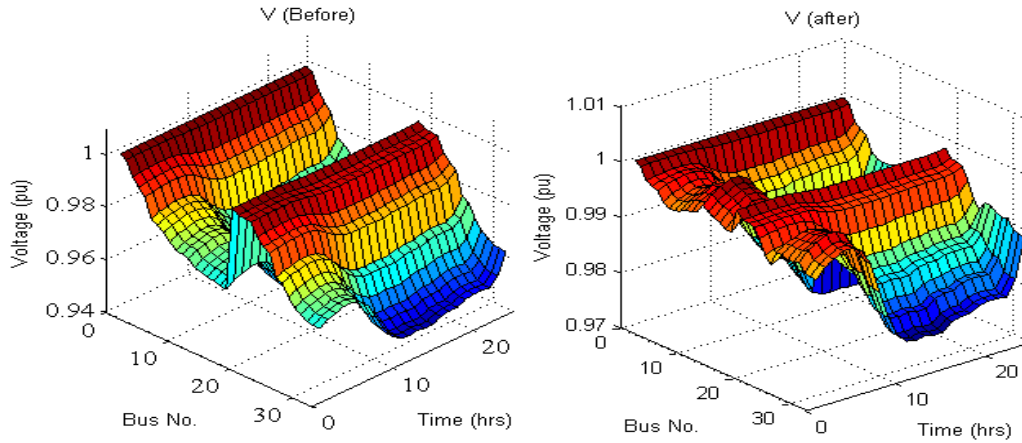 V (Before)
Voltage (pu)
1
0.98
0.96
0.94
0
10
20
30
Bus No.
0
10
20
Time (hrs)
V (after)
Voltage (pu)
1.01
1
0.99
0.98
0.97
0
10
20
30
Bus No.
0
10
20
Time (hrs)